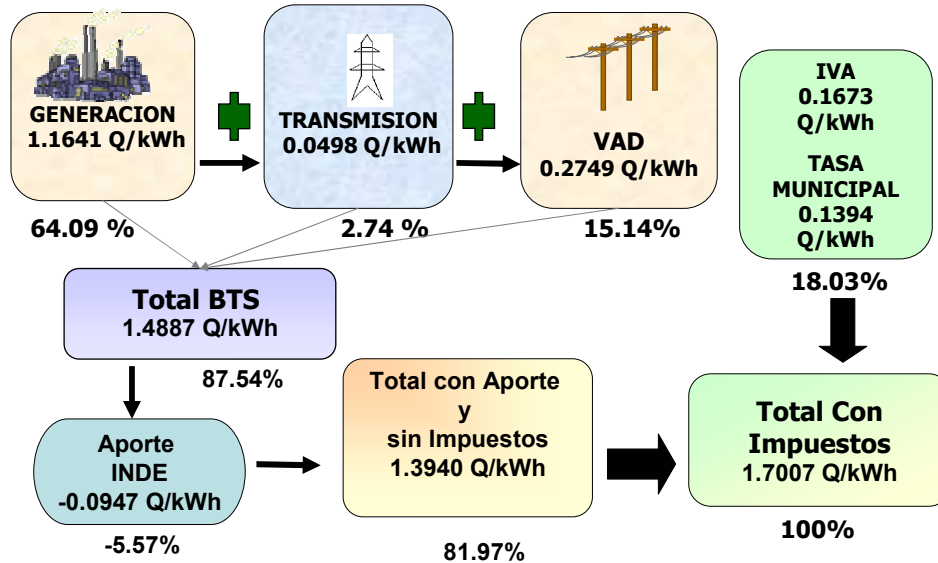 GENERACION
1.1641 Q/kWh
TRANSMISION
0.0498 Q/kWh
VAD
0.2749 Q/kWh
IVA
0.1673
Q/kWh
TASA
MUNICIPAL
0.1394
Q/kWh
64.09 %
2.74 %
15.14%
18.03%
Total BTS
1.4887 Q/kWh
87.54%
Aporte
INDE
-0.0947 Q/kWh
-5.57%
Total con Aporte
y
sin Impuestos
1.3940 Q/kWh
81.97%
Total Con
Impuestos
1.7007 Q/kWh
100%